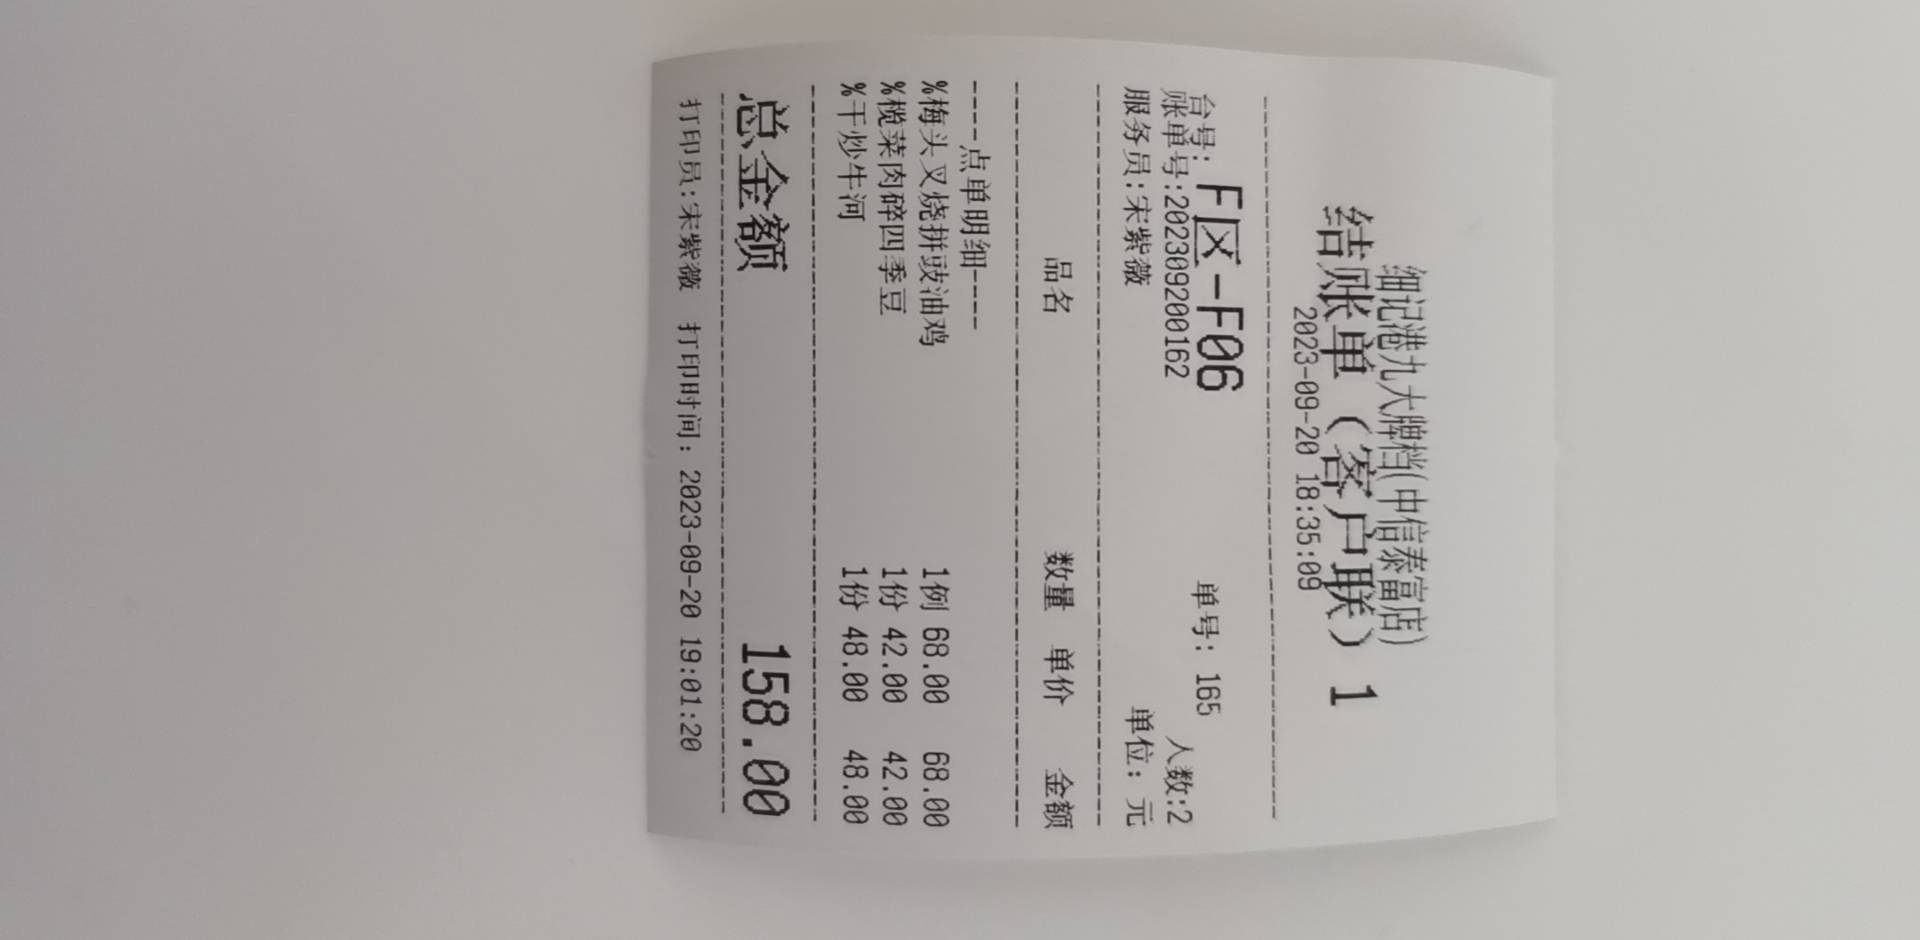 细记港九大牌档(中信泰富店)
结账单（客户联）1
2023-09-20 18:35:09
台号: F区-F06 单号: 165
账单号:202309200162 人数:2
服务员:宋紫薇 单位: 元
品名 数量 单价 金额
----点单明细----
%梅头叉烧拼豉油鸡 1例 68.00 68.00
%榄菜肉碎四季豆 1份 42.00 42.00
%干炒牛河 1份 48.00 48.00
总金额 158.00
打印员:宋紫薇 打印时间: 2023-09-20 19:01:20